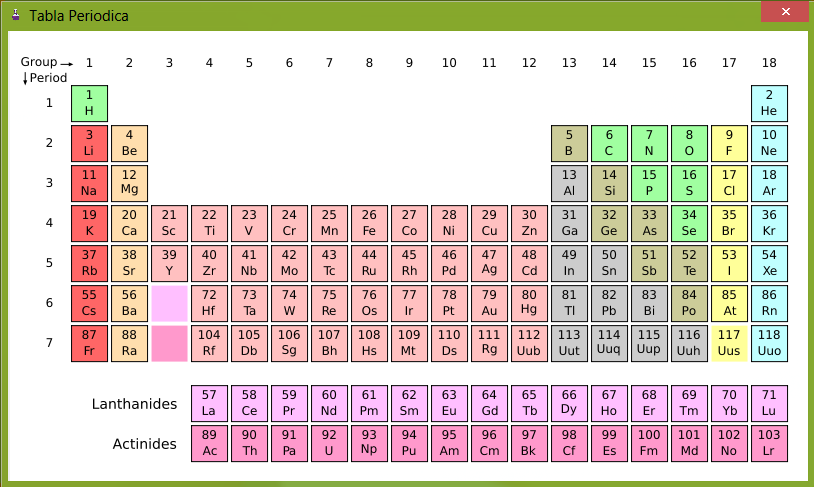 Tabla Periodica
Group → 1 2 3 4 5 6 7 8 9 10 11 12 13 14 15 16 17 18
↓ Period
1 1 2
H He
2 3 4 5 6 7 8 9 10
Li Be B C N O F Ne
3 11 12 13 14 15 16 17 18
Na Mg Al Si P S Cl Ar
4 19 20 21 22 23 24 25 26 27 28 29 30 31 32 33 34 35 36
K Ca Sc Ti V Cr Mn Fe Co Ni Cu Zn Ga Ge As Se Br Kr
5 37 38 39 40 41 42 43 44 45 46 47 48 49 50 51 52 53 54
Rb Sr Y Zr Nb Mo Tc Ru Rh Pd Ag Cd In Sn Sb Te I Xe
6 55 56 72 73 74 75 76 77 78 79 80 81 82 83 84 85 86
Cs Ba Hf Ta W Re Os Ir Pt Au Hg Tl Pb Bi Po At Rn
7 87 88 104 105 106 107 108 109 110 111 112 113 114 115 116 117 118
Fr Ra Rf Db Sg Bh Hs Mt Ds Rg Uub Uut Uuq Uup Uuh Uus Uuo
Lanthanides 57 58 59 60 61 62 63 64 65 66 67 68 69 70 71
La Ce Pr Nd Pm Sm Eu Gd Tb Dy Ho Er Tm Yb Lu
Actinides 89 90 91 92 93 94 95 96 97 98 99 100 101 102 103
Ac Th Pa U Np Pu Am Cm Bk Cf Es Fm Md No Lr